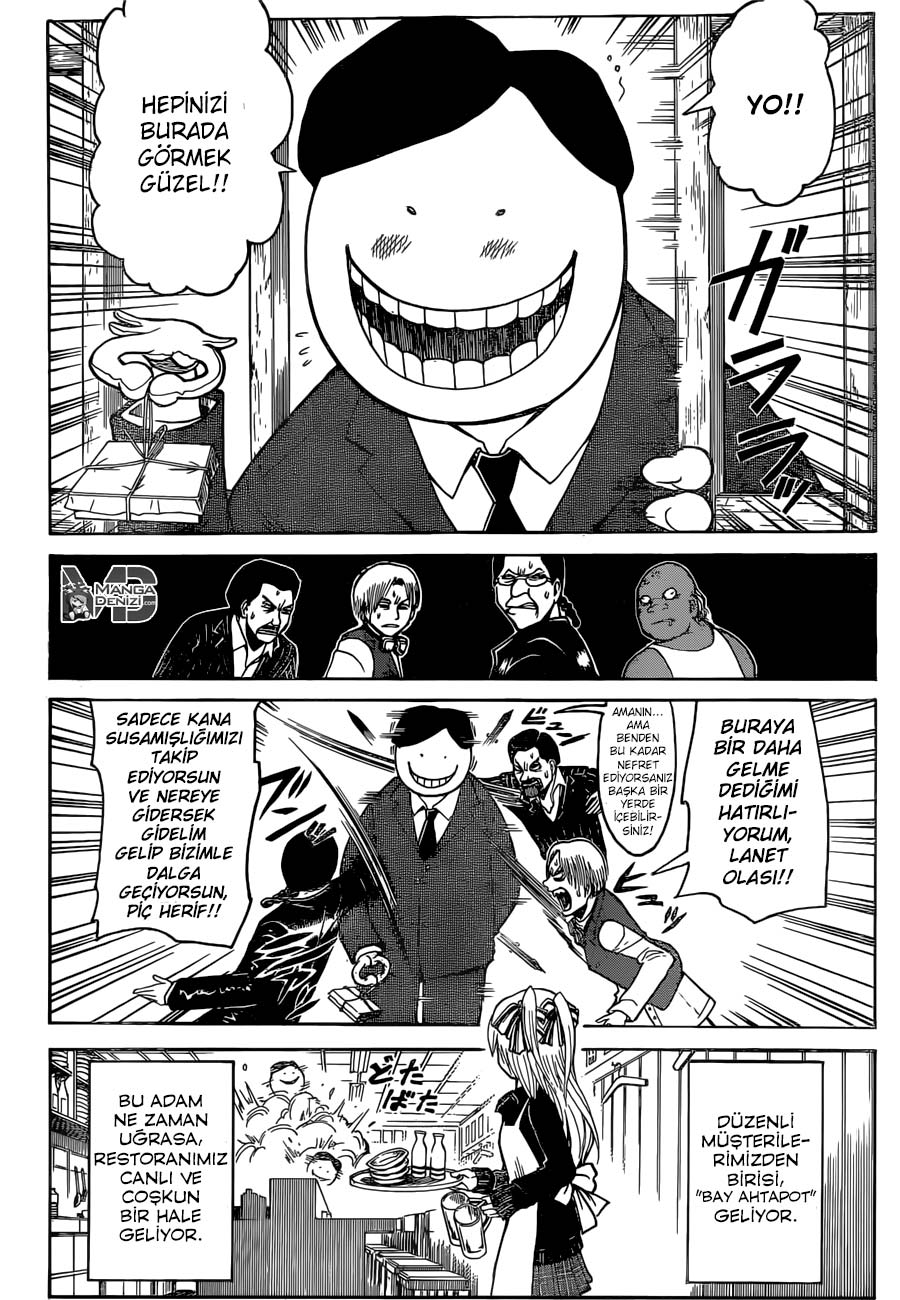 YO!!
HEPİNİZİ
BURADA
GÖRMEK
GÜZEL!!
ガララッ
MANGA
DENİZİ.com
BURAYA
BİR DAHA
GELME
DEDİĞİMİ
HATIRLI-
YORUM,
LANET
OLASI!!
AMANIN...
AMA
BENDEN
BU KADAR
NEFRET
EDİYORSANIZ
BAŞKA BİR
YERDE
İÇEBİLİR-
SİNİZ!
SADECE KANA
SUSAMIŞLIĞIMIZI
TAKİP
EDİYORSUN
VE NEREYE
GİDERSEK
GİDELİM
GELİP BİZİMLE
DALGA
GEÇİYORSUN,
PİÇ HERİF!!
DÜZENLİ
MÜŞTERİLE-
RİMİZDEN
BİRİSİ,
"BAY AHTAPOT"
GELİYOR.
どた
ばた
BU ADAM
NE ZAMAN
UĞRASA,
RESTORANIMIZ
CANLI VE
COŞKUN
BİR HALE
GELİYOR.